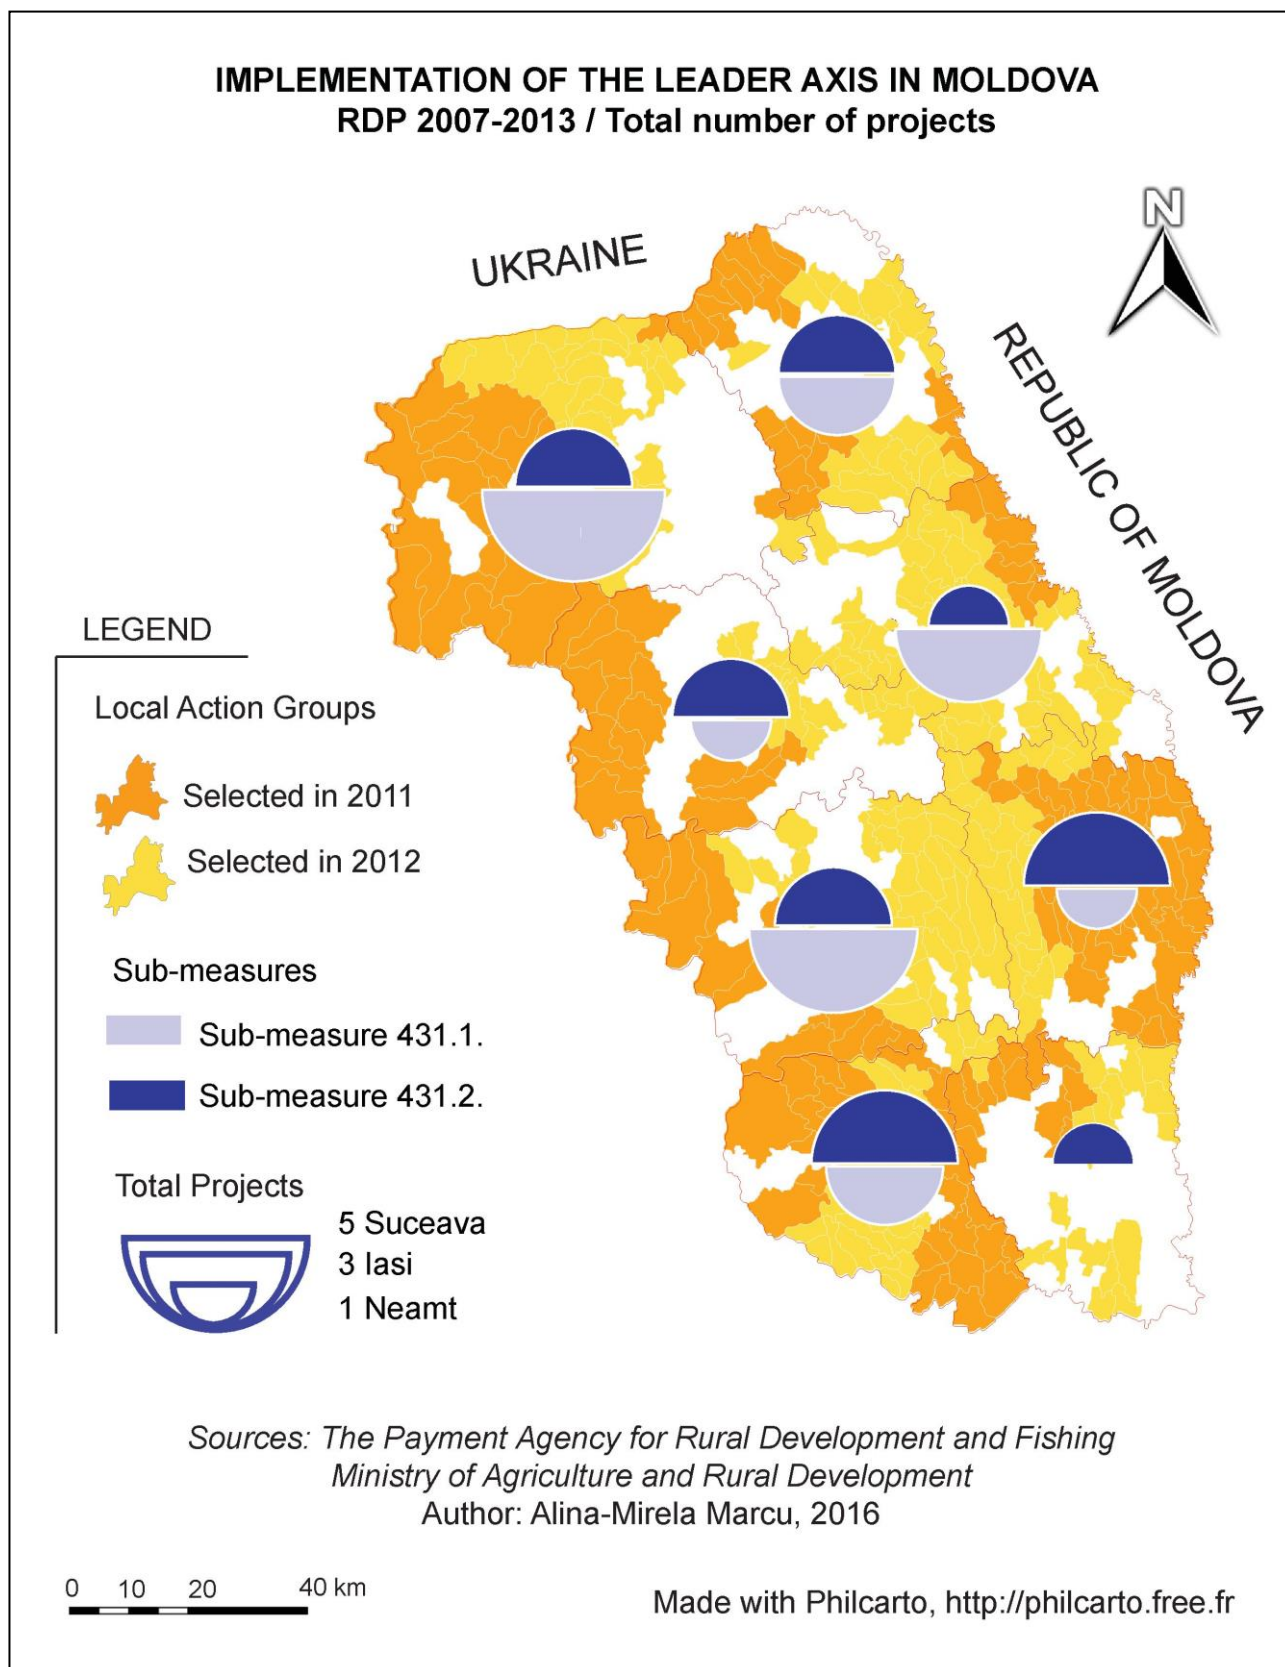 IMPLEMENTATION OF THE LEADER AXIS IN MOLDOVA
RDP 2007-2013 / Total number of projects
N
UKRAINE
REPUBLIC OF MOLDOVA
LEGEND
Local Action Groups
Selected in 2011
Selected in 2012
Sub-measures
Sub-measure 431.1.
Sub-measure 431.2.
Total Projects
5 Suceava
3 Iasi
1 Neamt
Sources: The Payment Agency for Rural Development and Fishing
Ministry of Agriculture and Rural Development
Author: Alina-Mirela Marcu, 2016
0 10 20 40 km
Made with Philcarto, http://philcarto.free.fr